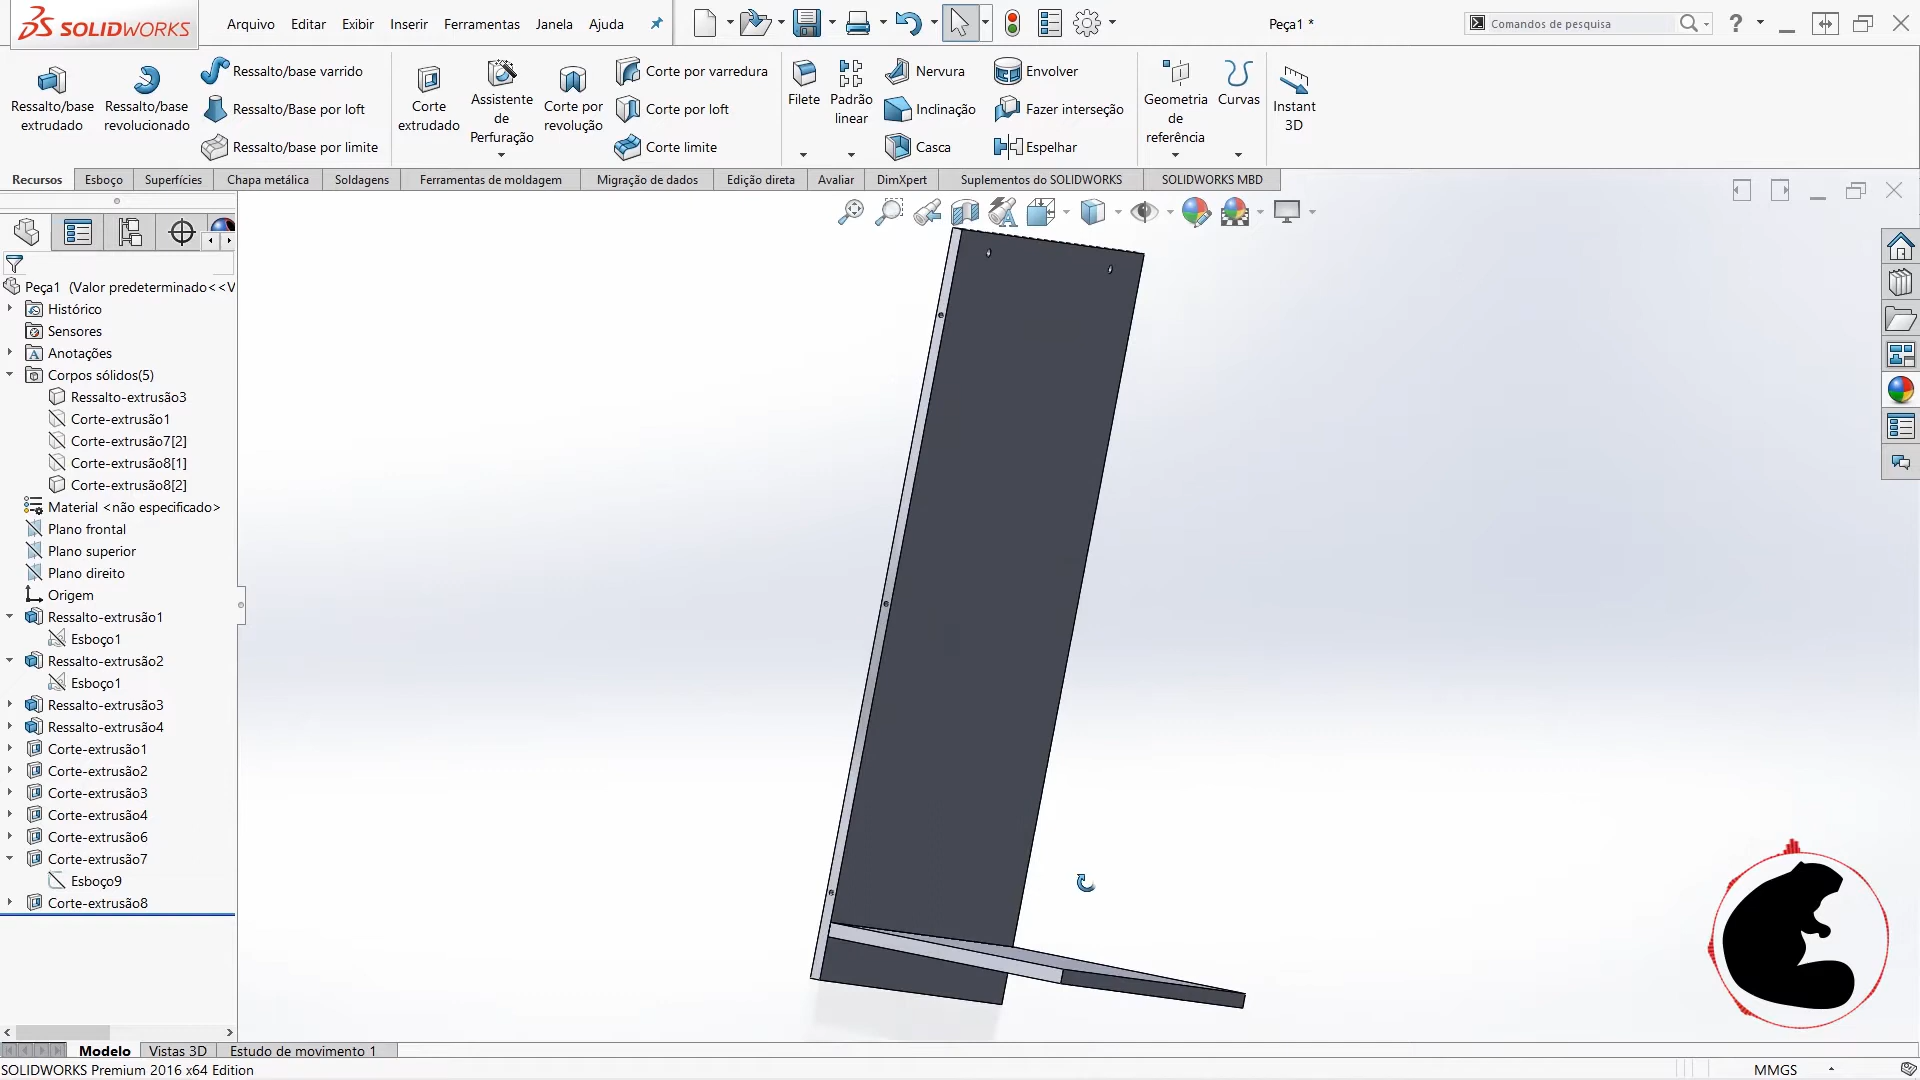 SOLIDWORKS
Arquivo Editar Exibir Inserir Ferramentas Janela Ajuda
Peça1 *
Comandos de pesquisa
?
Ressalto/base extrudado
Ressalto/base revolucionado
Ressalto/base varrido
Ressalto/Base por loft
Ressalto/base por limite
Corte extrudado
Assistente de Perfuração
Corte por revolução
Corte por varredura
Corte por loft
Corte limite
Filete
Padrão linear
Nervura
Inclinação
Casca
Envolver
Fazer interseção
Espelhar
Geometria de referência
Curvas
Instant 3D
Recursos Esboço Superfícies Chapa metálica Soldagens Ferramentas de moldagem Migração de dados Edição direta Avaliar DimXpert Suplementos do SOLIDWORKS SOLIDWORKS MBD
Peça1 (Valor predeterminado<<V
Histórico
Sensores
Anotações
Corpos sólidos(5)
Ressalto-extrusão3
Corte-extrusão1
Corte-extrusão7[2]
Corte-extrusão8[1]
Corte-extrusão8[2]
Material <não especificado>
Plano frontal
Plano superior
Plano direito
Origem
Ressalto-extrusão1
Esboço1
Ressalto-extrusão2
Esboço1
Ressalto-extrusão3
Ressalto-extrusão4
Corte-extrusão1
Corte-extrusão2
Corte-extrusão3
Corte-extrusão4
Corte-extrusão6
Corte-extrusão7
Esboço9
Corte-extrusão8
Modelo Vistas 3D Estudo de movimento 1
SOLIDWORKS Premium 2016 x64 Edition
MMGS